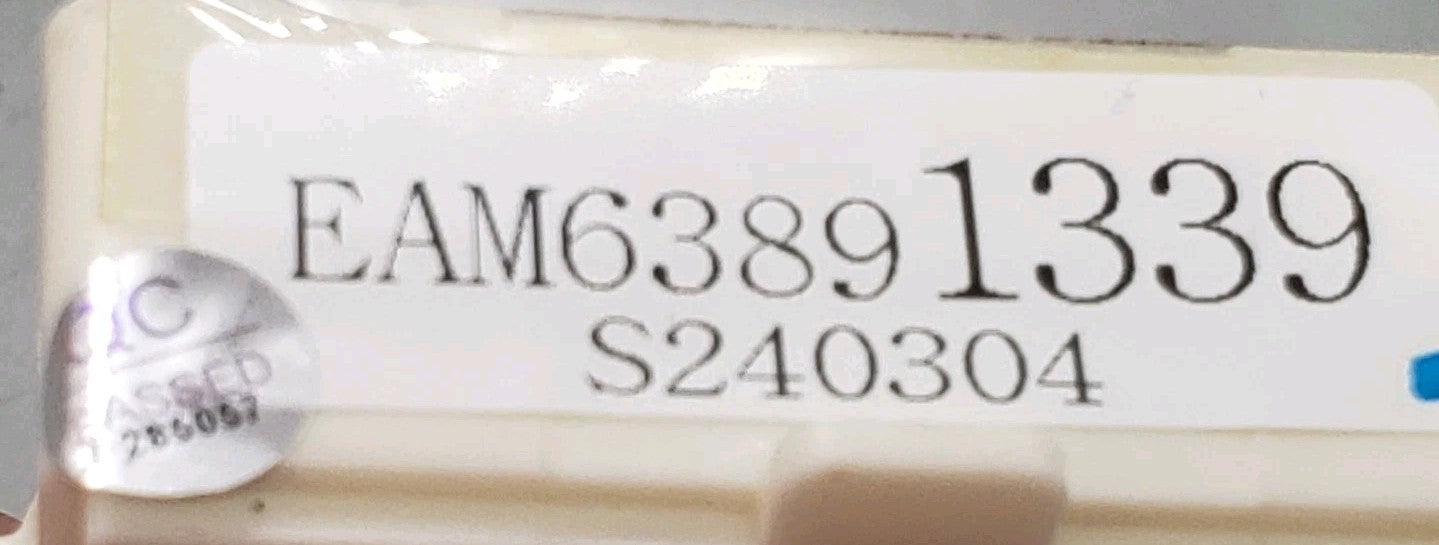 EAM63891339
S240304
QC
PASSED